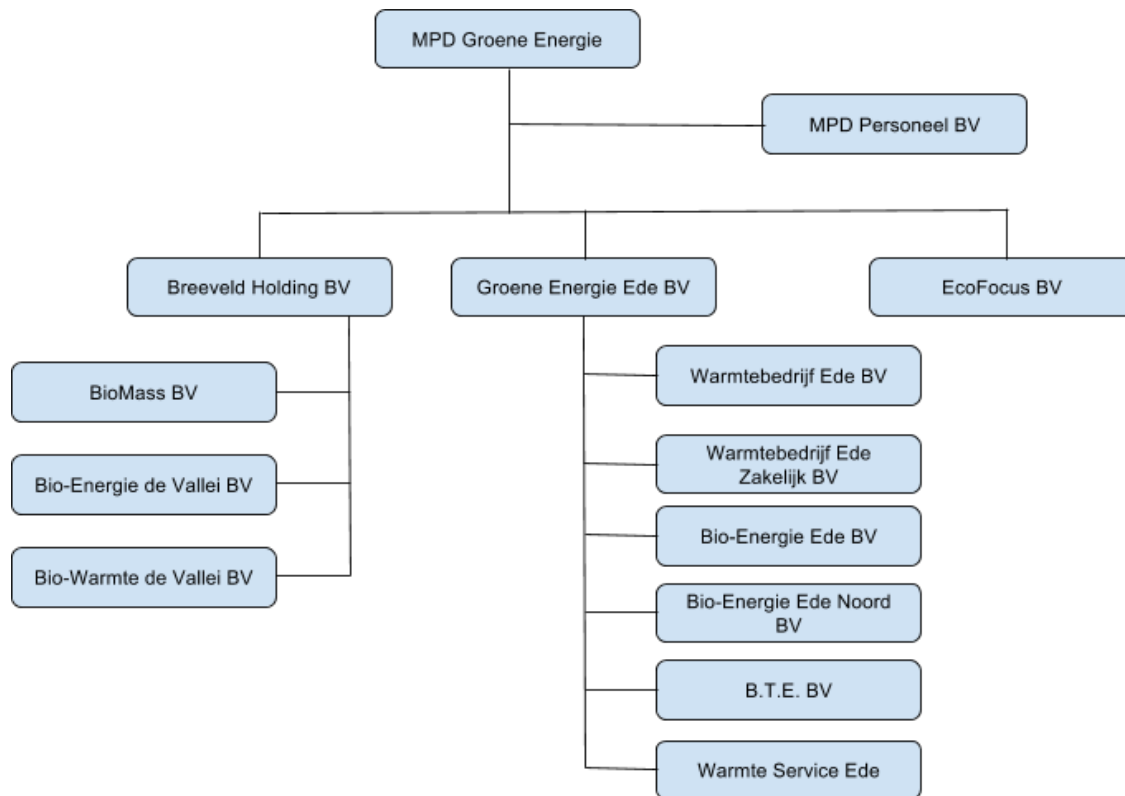 MPD Groene Energie
MPD Personeel BV
Breeveld Holding BV
Groene Energie Ede BV
EcoFocus BV
BioMass BV
Bio-Energie de Vallei BV
Bio-Warmte de Vallei BV
Warmtebedrijf Ede BV
Warmtebedrijf Ede
Zakelijk BV
Bio-Energie Ede BV
Bio-Energie Ede Noord
BV
B.T.E. BV
Warmte Service Ede